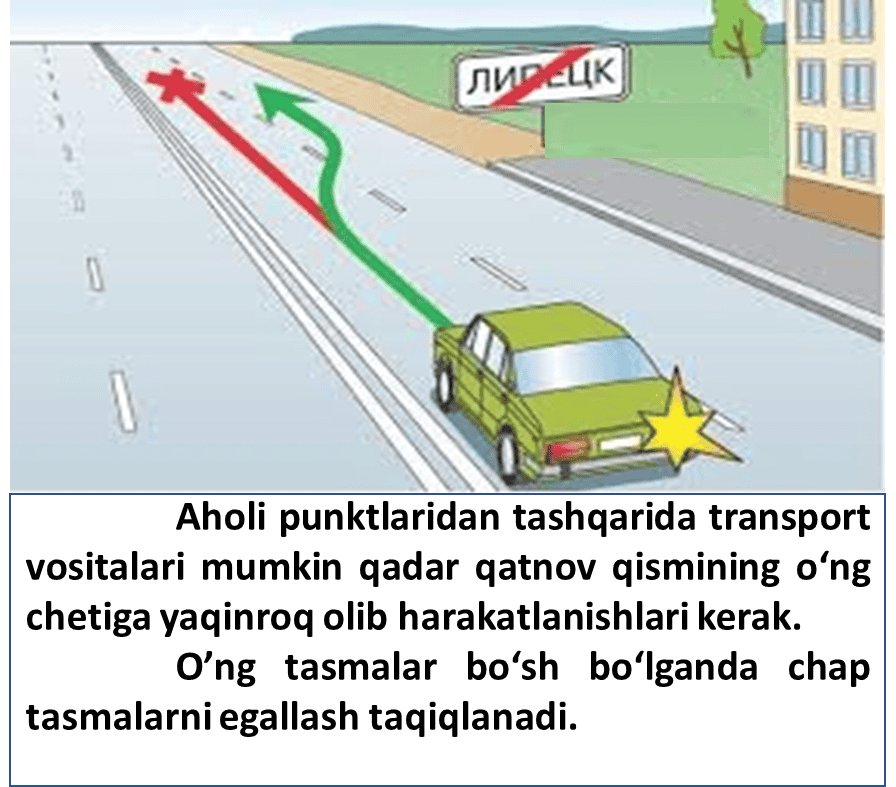 ЛИПЕЦК
Aholi punktlaridan tashqarida transport
vositalari mumkin qadar qatnov qismining o‘ng
chetiga yaqinroq olib harakatlanishlari kerak.
O’ng tasmalar bo‘sh bo‘lganda chap
tasmalarni egallash taqiqlanadi.